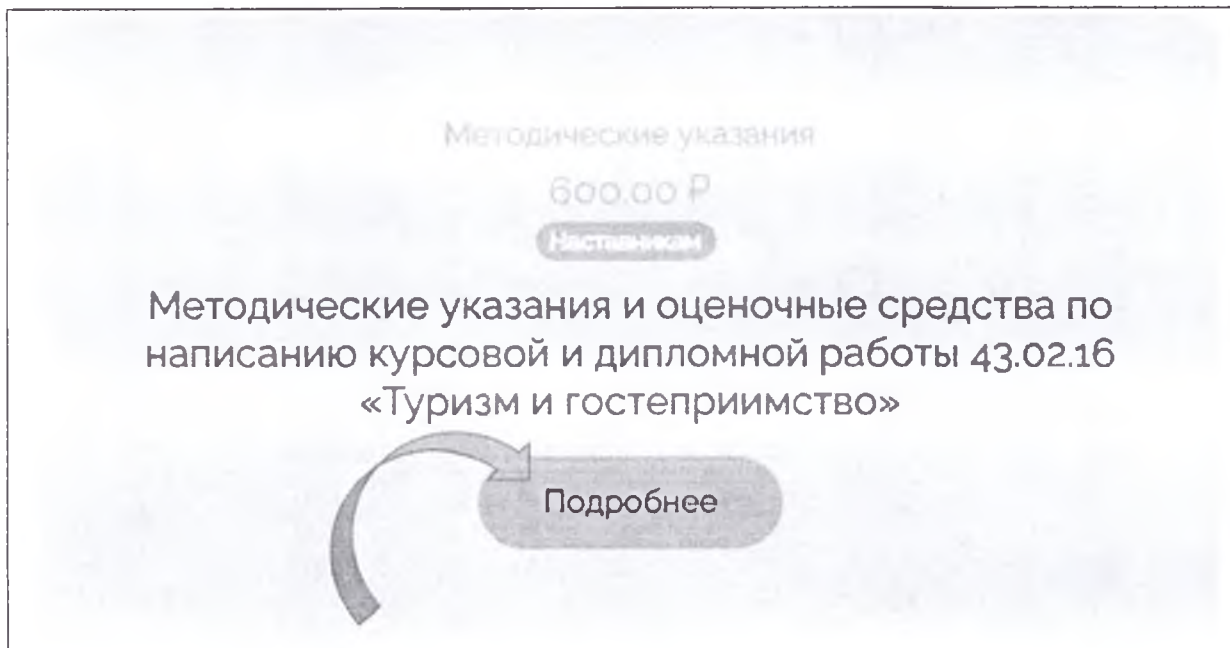 Методические указания
600.00 ₽
Наставникам
Методические указания и оценочные средства по
написанию курсовой и дипломной работы 43.02.16
«Туризм и гостеприимство»
Подробнее